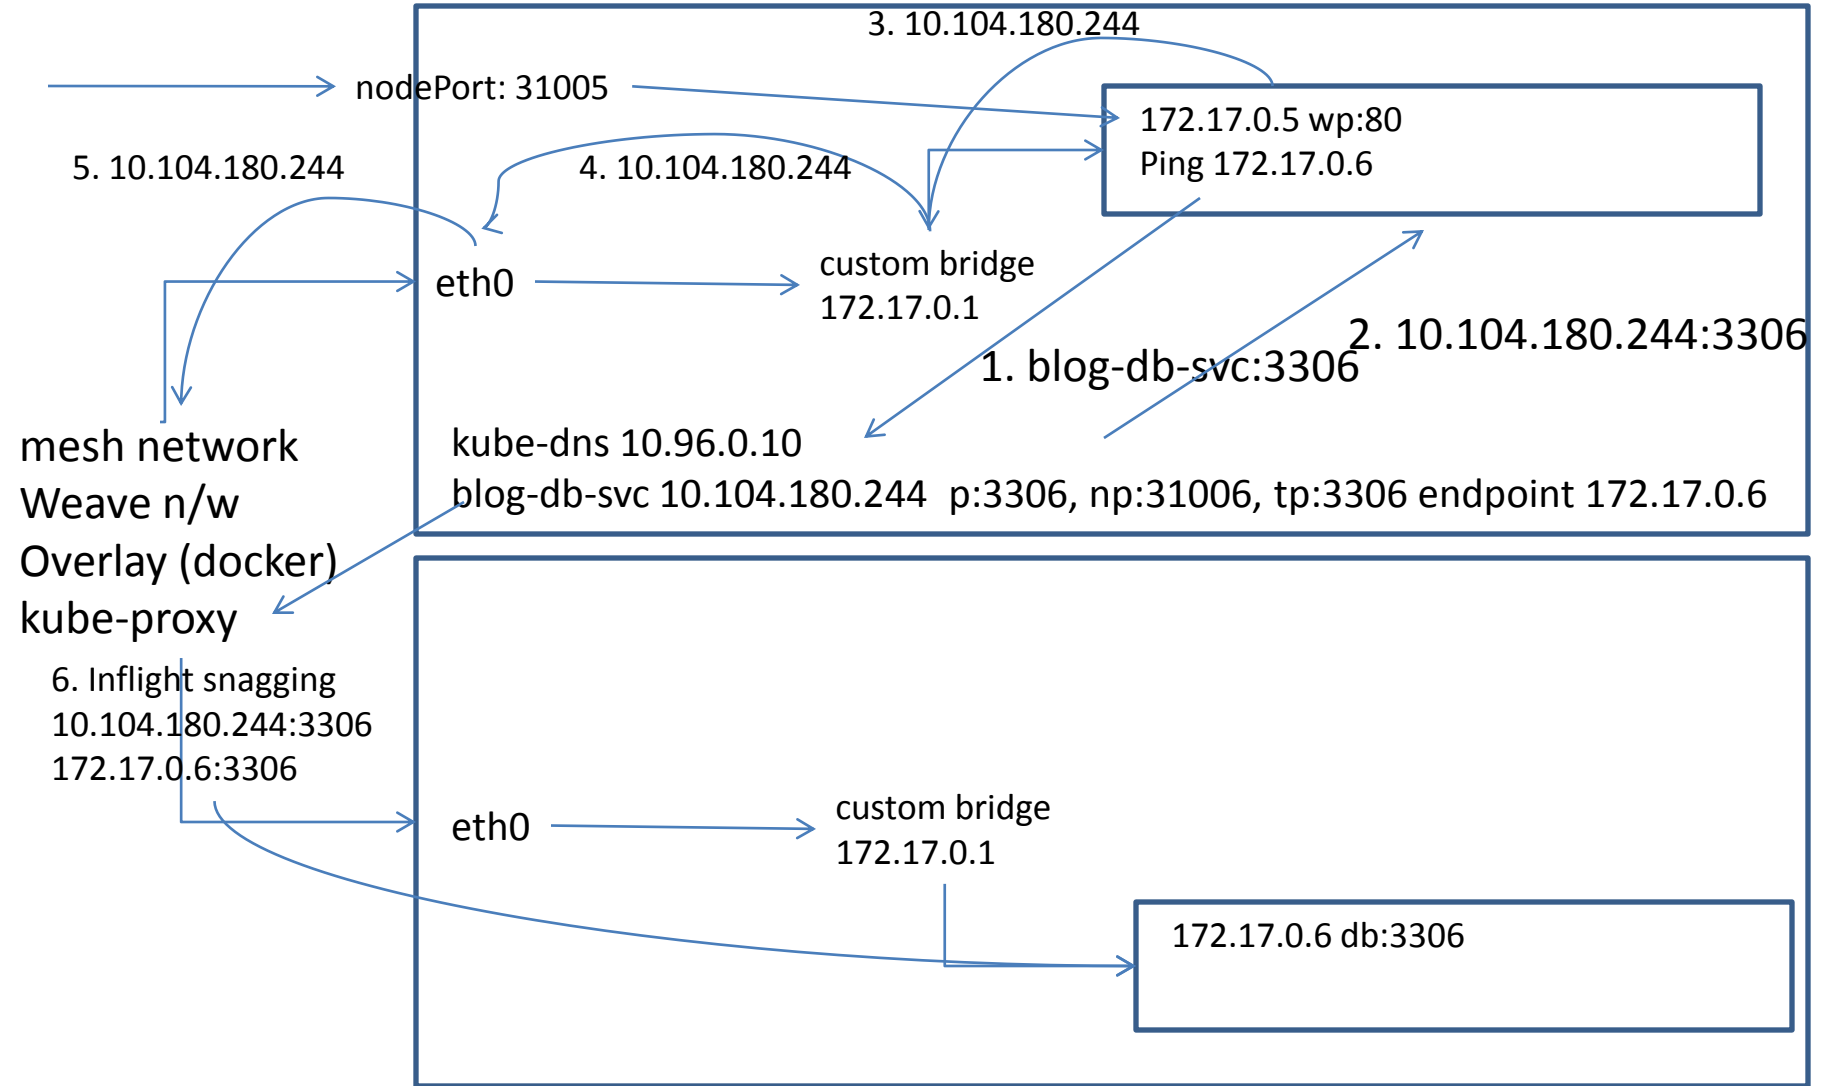 3. 10.104.180.244
nodePort: 31005
172.17.0.5 wp:80
Ping 172.17.0.6
5. 10.104.180.244
4. 10.104.180.244
eth0
custom bridge
172.17.0.1
2. 10.104.180.244:3306
1. blog-db-svc:3306
kube-dns 10.96.0.10
blog-db-svc 10.104.180.244 p:3306, np:31006, tp:3306 endpoint 172.17.0.6
mesh network
Weave n/w
Overlay (docker)
kube-proxy
6. Inflight snagging
10.104.180.244:3306
172.17.0.6:3306
eth0
custom bridge
172.17.0.1
172.17.0.6 db:3306